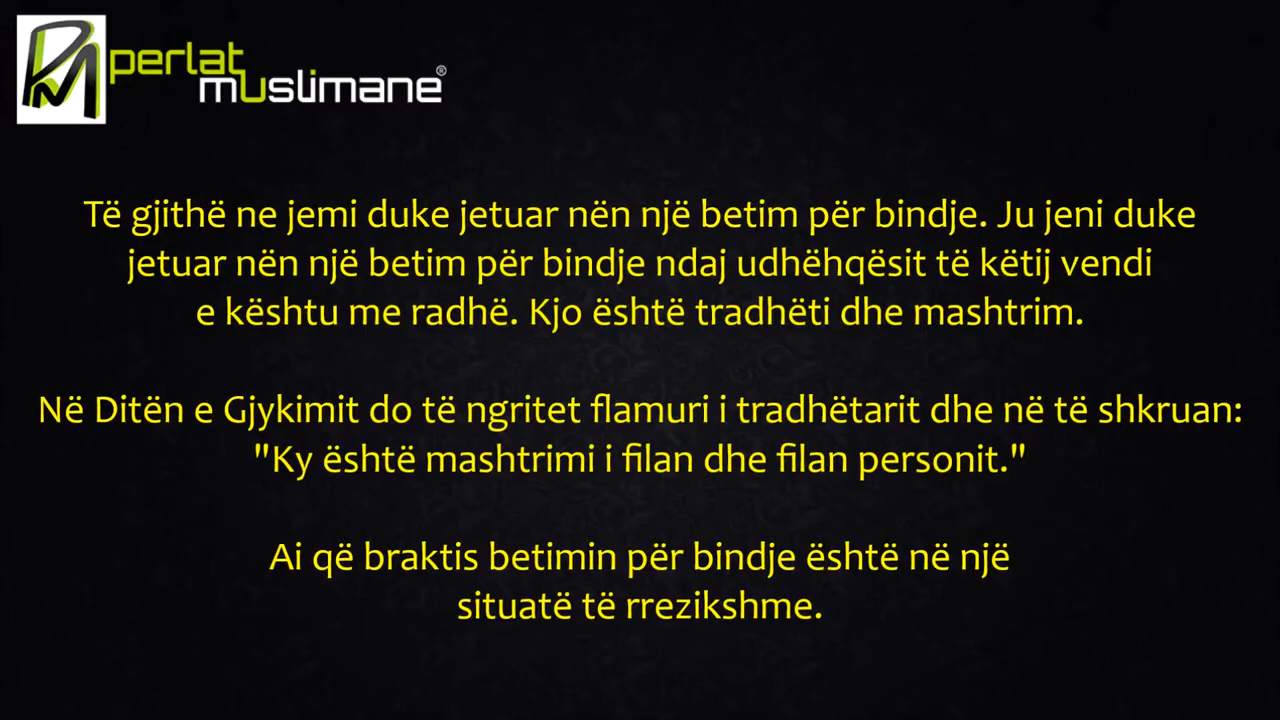 perlat
muslimane®
Të gjithë ne jemi duke jetuar nën një betim për bindje. Ju jeni duke
jetuar nën një betim për bindje ndaj udhëhqësit të këtij vendi
e kështu me radhë. Kjo është tradhëti dhe mashtrim.
Në Ditën e Gjykimit do të ngritet flamuri i tradhëtarit dhe në të shkruan:
"Ky është mashtrimi i filan dhe filan personit."
Ai që braktis betimin për bindje është në një
situatë të rrezikshme.